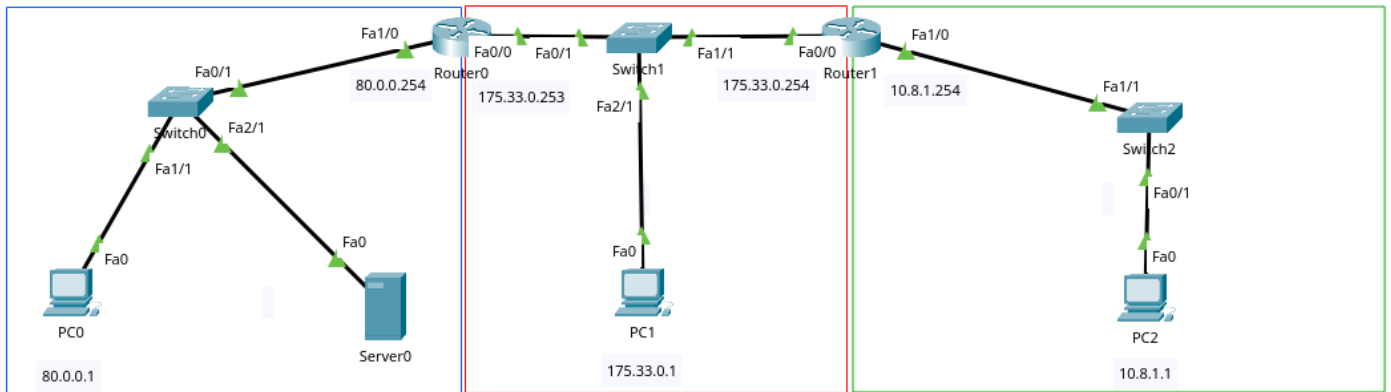 Fa1/0
Fa0/1
Router0
80.0.0.254
Switch0
Fa2/1
Fa1/1
Fa0
Fa0
PC0
Server0
80.0.0.1
Fa0/0
Fa0/1
Switch1
Fa1/1
Fa0/0
175.33.0.253
175.33.0.254
Fa2/1
Fa0
PC1
175.33.0.1
Router1
Fa1/0
10.8.1.254
Fa1/1
Switch2
Fa0/1
Fa0
PC2
10.8.1.1